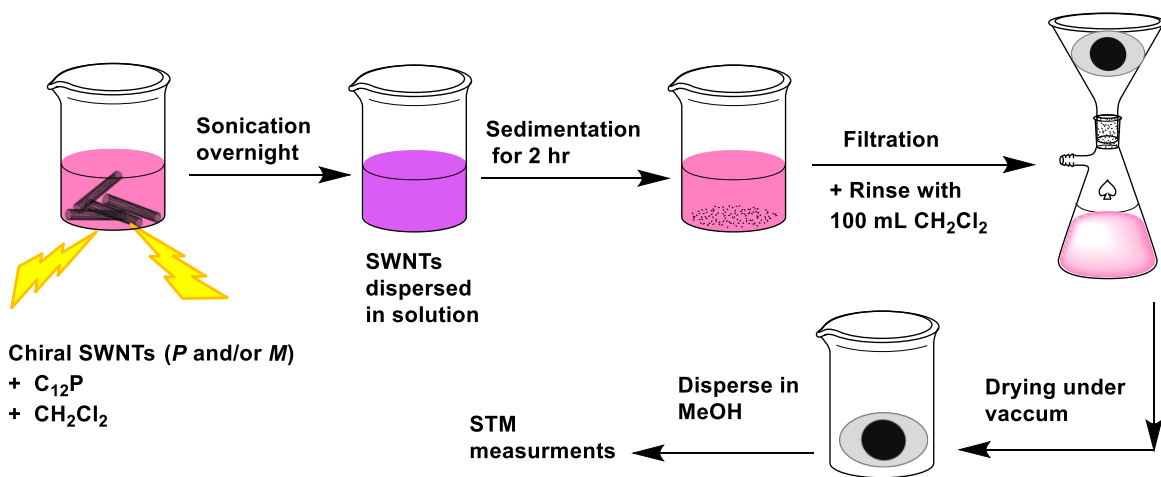 Sonication
overnight
Sedimentation
for 2 hr
Filtration
+ Rinse with
100 mL CH₂Cl₂
SWNTs
dispersed
in solution
Chiral SWNTs (P and/or M)
+ C₁₂P
+ CH₂Cl₂
Drying under
vaccum
Disperse in
MeOH
STM
measurments